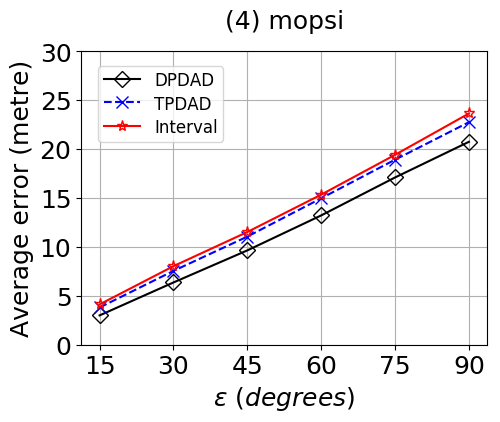 (4) mopsi
Average error (metre)
30
25
20
15
10
5
0
DPDAD
TPDAD
Interval
15 30 45 60 75 90
ε (degrees)